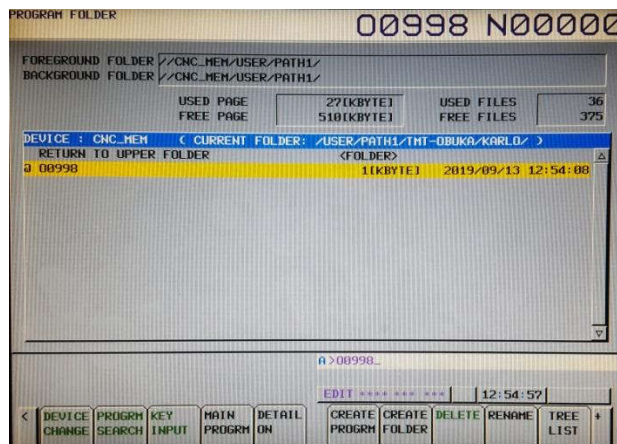 PROGRAM FOLDER
O0998 N00000
FOREGROUND FOLDER //CNC_MEM/USER/PATH1/
BACKGROUND FOLDER //CNC_MEM/USER/PATH1/
USED PAGE 27[KBYTE] USED FILES 36
FREE PAGE 510[KBYTE] FREE FILES 375
DEVICE : CNC_MEM ( CURRENT FOLDER: /USER/PATH1/TMT-OBUKA/KARLO/ )
RETURN TO UPPER FOLDER <FOLDER>
@ O0998 1[KBYTE] 2019/09/13 12:54:08
A >O0998_
EDIT **** *** *** 12:54:57
< DEVICE CHANGE PROGRM SEARCH KEY INPUT MAIN PROGRM DETAIL ON CREATE PROGRM CREATE FOLDER DELETE RENAME TREE LIST +